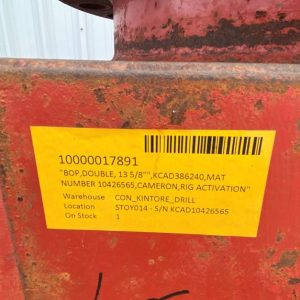 10000017891
"BOP,DOUBLE, 13 5/8"",KCAD386240,MAT
NUMBER 10426565,CAMERON,RIG ACTIVATION"
Warehouse CON_KINTORE_DRILL
Location STOY014 - S/N KCAD10426565
On Stock 1